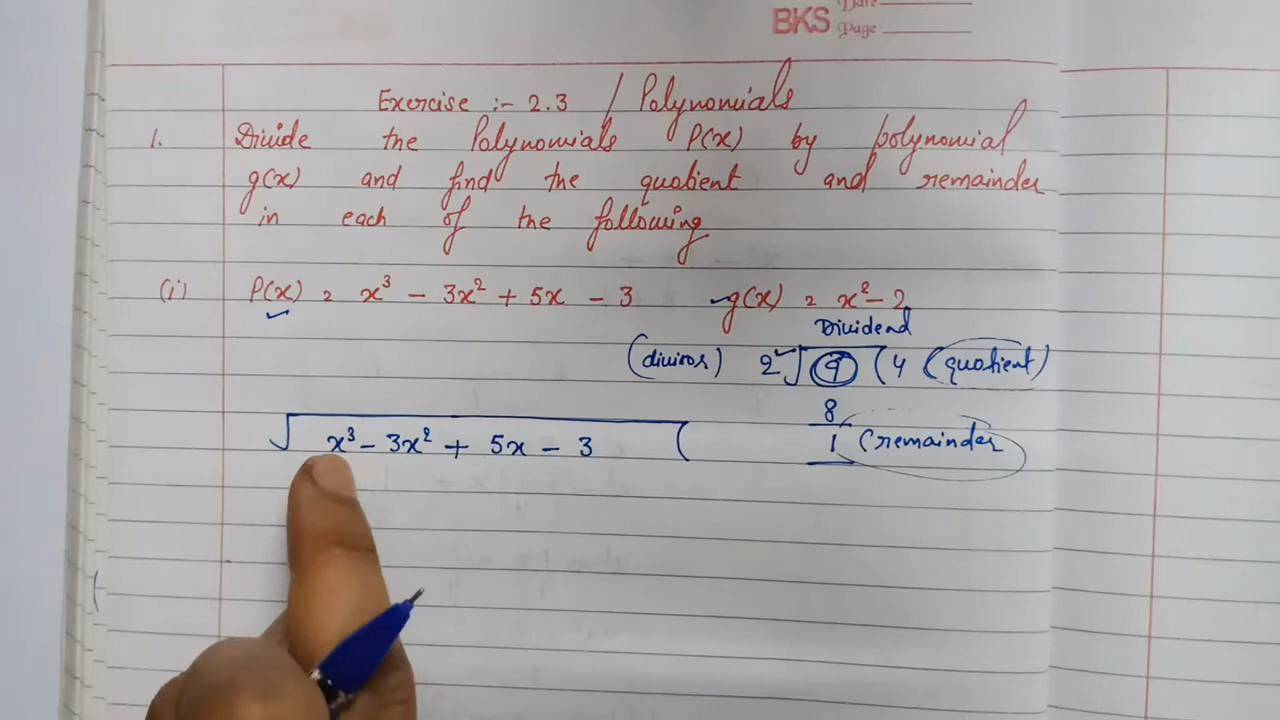 BKS
Date
Page
Exercise :- 2.3 / Polynomials
1. Divide the Polynomials P(x) by polynomial
g(x) and find the quotient and remainder
in each of the following
(i) P(x) = x³ - 3x² + 5x - 3 g(x) = x² - 2
Dividend
(divisor) 2 √ 9 ( 4 (quotient)
8
1 (remainder
√ x³ - 3x² + 5x - 3 (